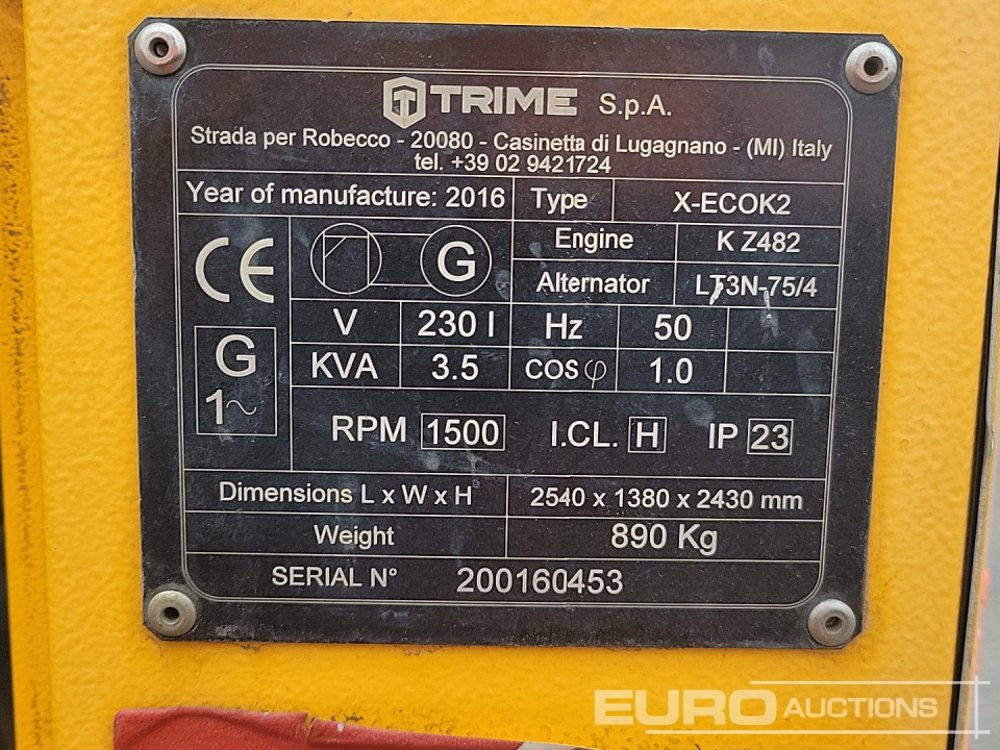 TRIME S.p.A.
Strada per Robecco - 20080 - Casinetta di Lugagnano - (MI) Italy
tel. +39 02 9421724
Year of manufacture: 2016 Type X-ECOK2
CE G Engine K Z482
Alternator LT3N-75/4
V 230 I Hz 50
G 1~ KVA 3.5 COS φ 1.0
RPM 1500 I.CL. H IP 23
Dimensions L x W x H 2540 x 1380 x 2430 mm
Weight 890 Kg
SERIAL N° 200160453
EURO AUCTIONS